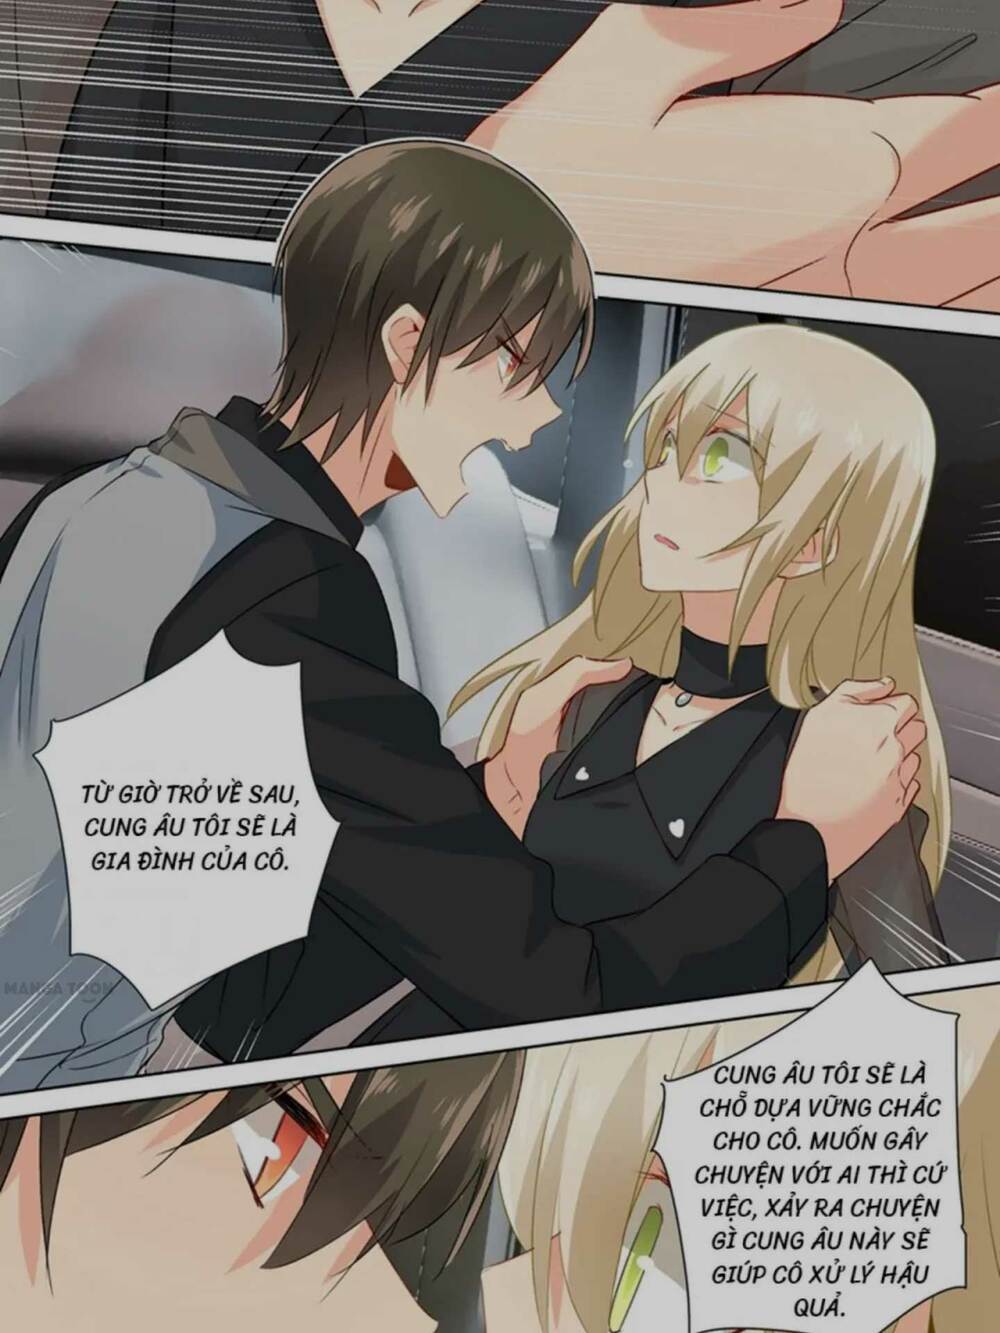 TỪ GIỜ TRỞ VỀ SAU,
CUNG ÂU TÔI SẼ LÀ
GIA ĐÌNH CỦA CÔ.
MANGA TOON
CUNG ÂU TÔI SẼ LÀ
CHỖ DỰA VỮNG CHẮC
CHO CÔ. MUỐN GÂY
CHUYỆN VỚI AI THÌ CỨ
VIỆC, XẢY RA CHUYỆN
GÌ CUNG ÂU NÀY SẼ
GIÚP CÔ XỬ LÝ HẬU
QUẢ.